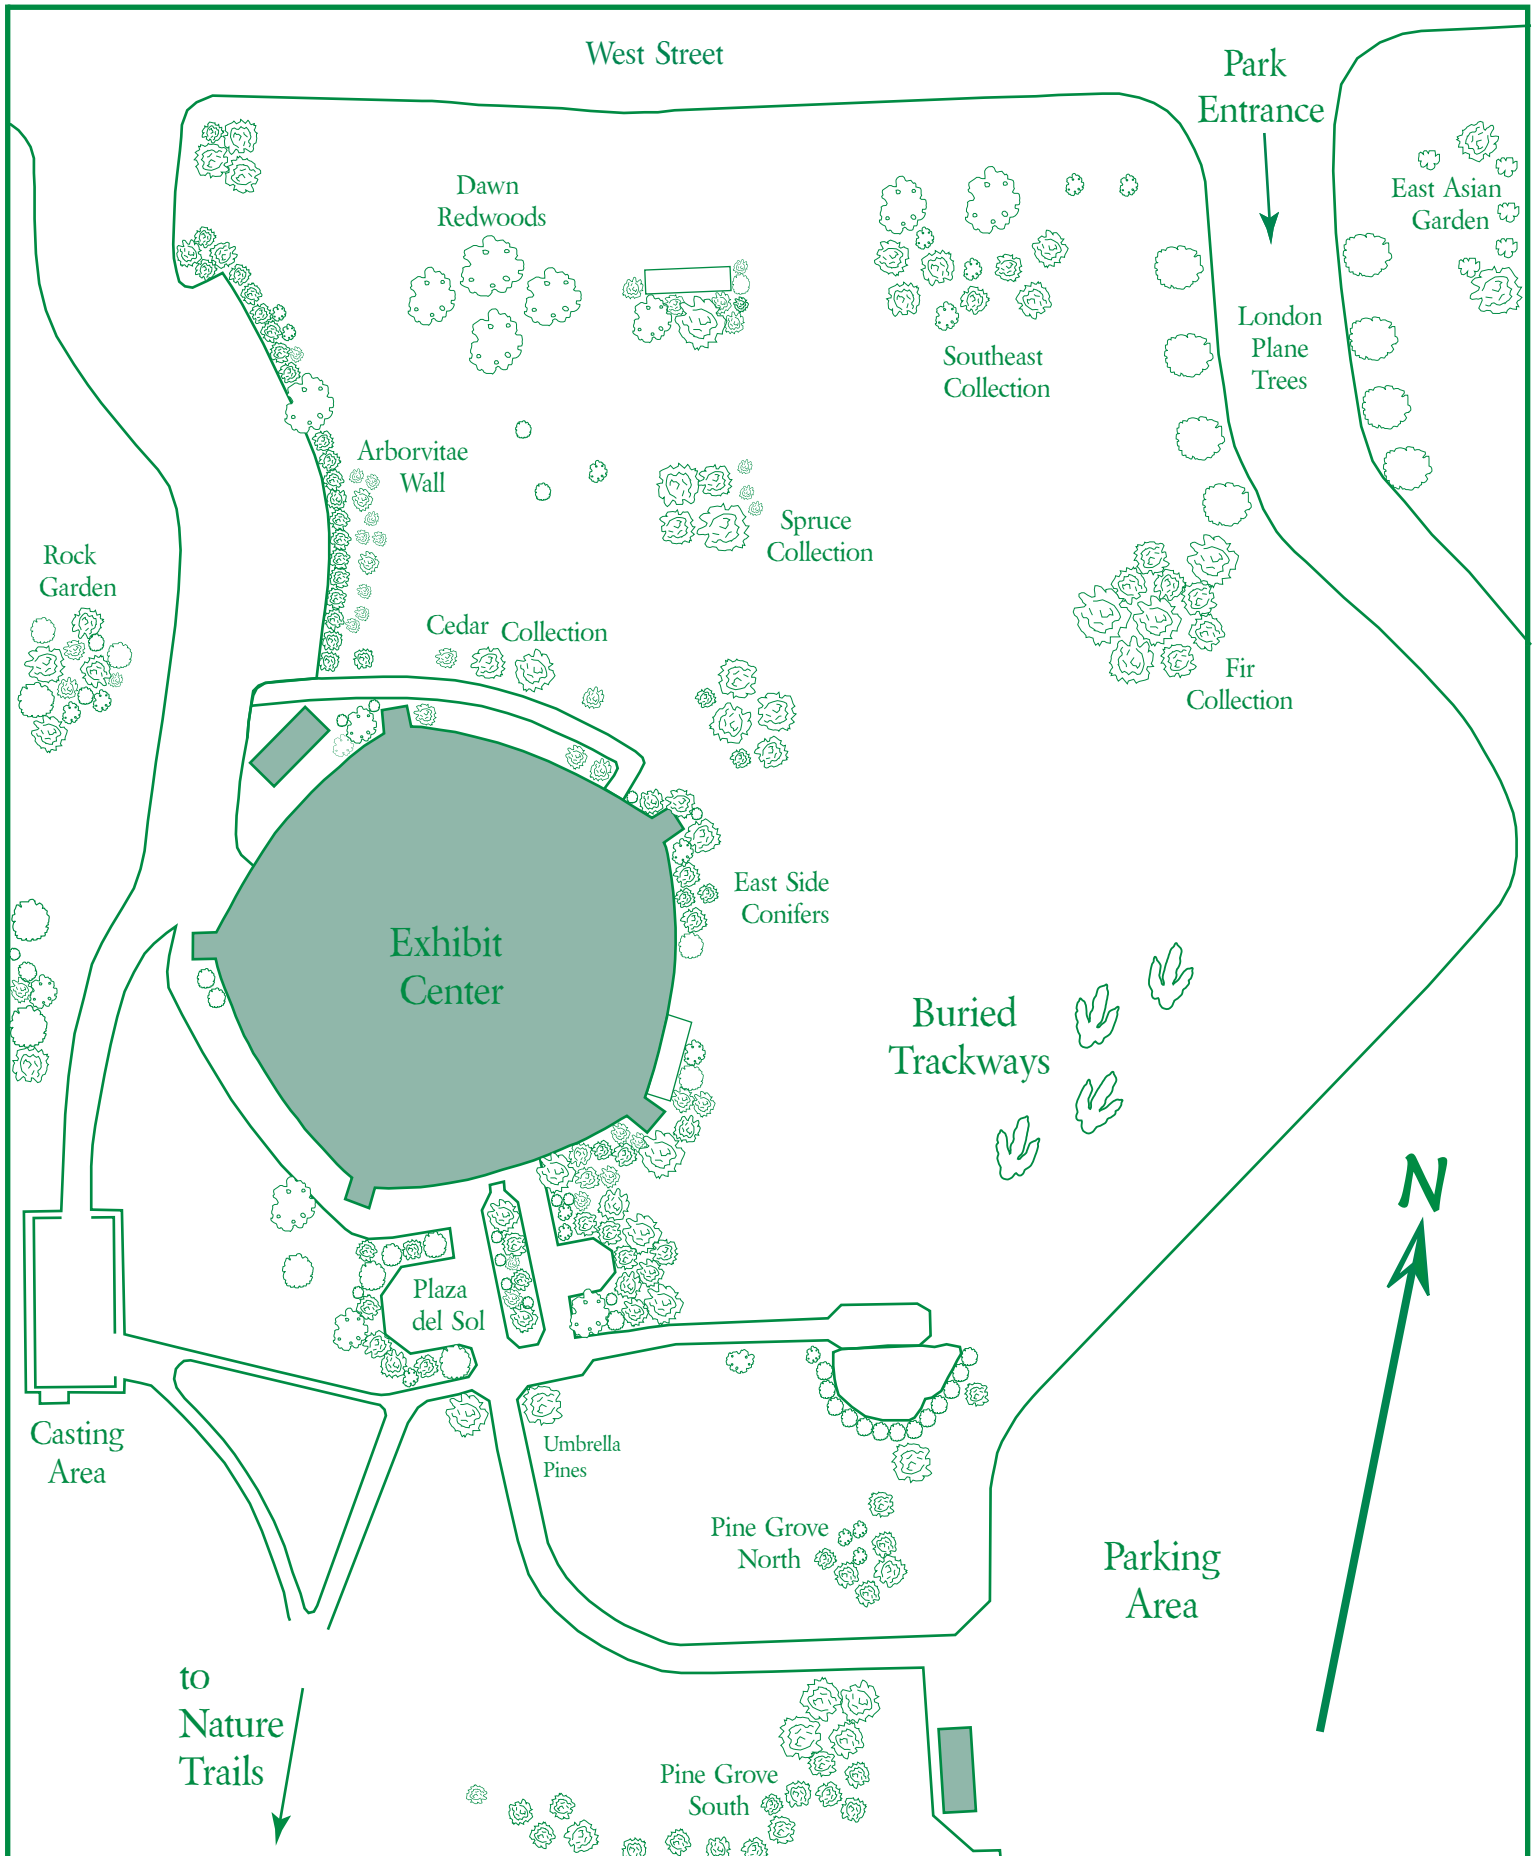 West Street
Park
Entrance
Dawn
Redwoods
East Asian
Garden
London
Plane
Trees
Southeast
Collection
Arborvitae
Wall
Spruce
Collection
Rock
Garden
Cedar Collection
Fir
Collection
East Side
Conifers
Exhibit
Center
Buried
Trackways
N
Plaza
del Sol
Casting
Area
Umbrella
Pines
Pine Grove
North
Parking
Area
to
Nature
Trails
Pine Grove
South